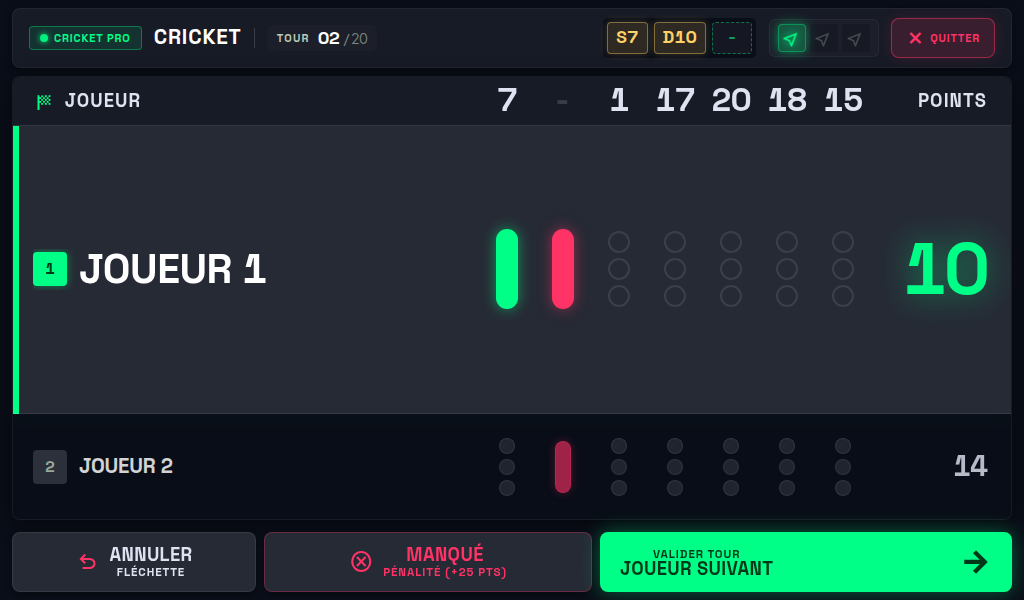 CRICKET PRO CRICKET TOUR 02 /20 S7 D10 - QUITTER
JOUEUR 7 - 1 17 20 18 15 POINTS
1 JOUEUR 1 10
2 JOUEUR 2 14
ANNULER
FLÉCHETTE
MANQUÉ
PÉNALITÉ (+25 PTS)
VALIDER TOUR
JOUEUR SUIVANT